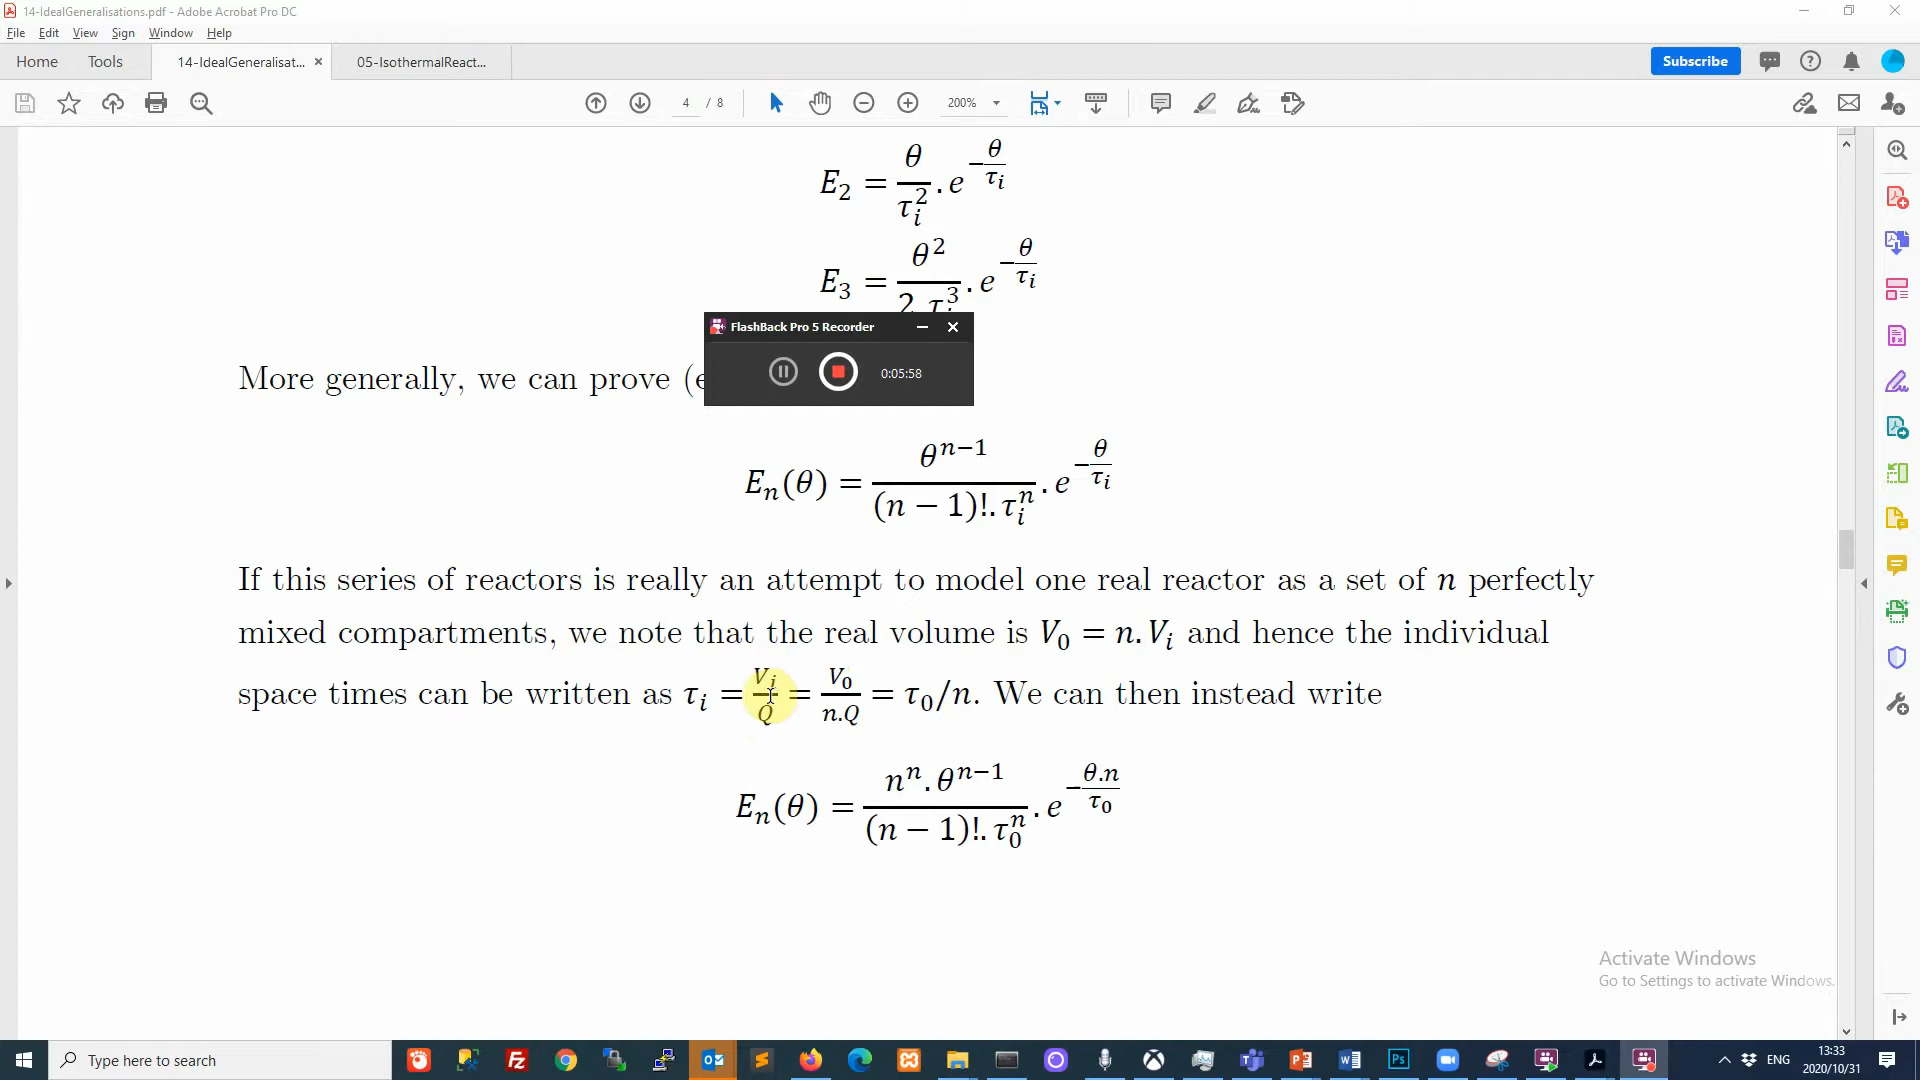 14-IdealGeneralisations.pdf - Adobe Acrobat Pro DC
File Edit View Sign Window Help
Home Tools 14-IdealGeneralisat... × 05-IsothermalReact... Subscribe
4 / 8 200%
E₂ = θ/τᵢ² . e^(−θ/τᵢ)
E₃ = θ²/(2 τᵢ³) . e^(−θ/τᵢ)
FlashBack Pro 5 Recorder
0:05:58
More generally, we can prove (e
Eₙ(θ) = θ^(n−1)/((n − 1)!. τᵢⁿ) . e^(−θ/τᵢ)
If this series of reactors is really an attempt to model one real reactor as a set of n perfectly
mixed compartments, we note that the real volume is V₀ = n.Vᵢ and hence the individual
space times can be written as τᵢ = Vᵢ/Q = V₀/n.Q = τ₀/n. We can then instead write
Eₙ(θ) = nⁿ.θ^(n−1)/((n − 1)!. τ₀ⁿ) . e^(−θ.n/τ₀)
Activate Windows
Go to Settings to activate Windows.
Type here to search
ENG 13:33
2020/10/31